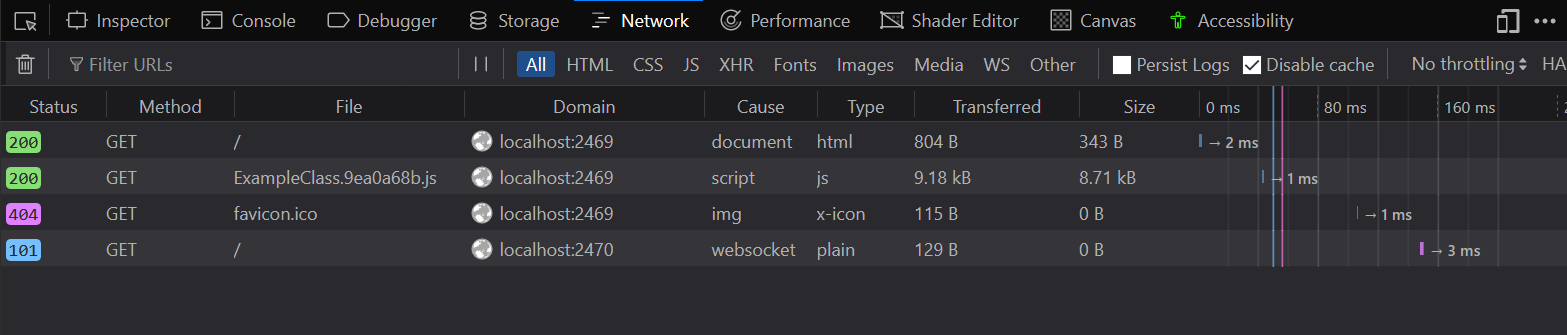 Inspector Console Debugger Storage Network Performance Shader Editor Canvas Accessibility
Filter URLs All HTML CSS JS XHR Fonts Images Media WS Other Persist Logs Disable cache No throttling HA
Status Method File Domain Cause Type Transferred Size 0 ms 80 ms 160 ms 2
200 GET / localhost:2469 document html 804 B 343 B → 2 ms
200 GET ExampleClass.9ea0a68b.js localhost:2469 script js 9.18 kB 8.71 kB → 1 ms
404 GET favicon.ico localhost:2469 img x-icon 115 B 0 B → 1 ms
101 GET / localhost:2470 websocket plain 129 B 0 B → 3 ms